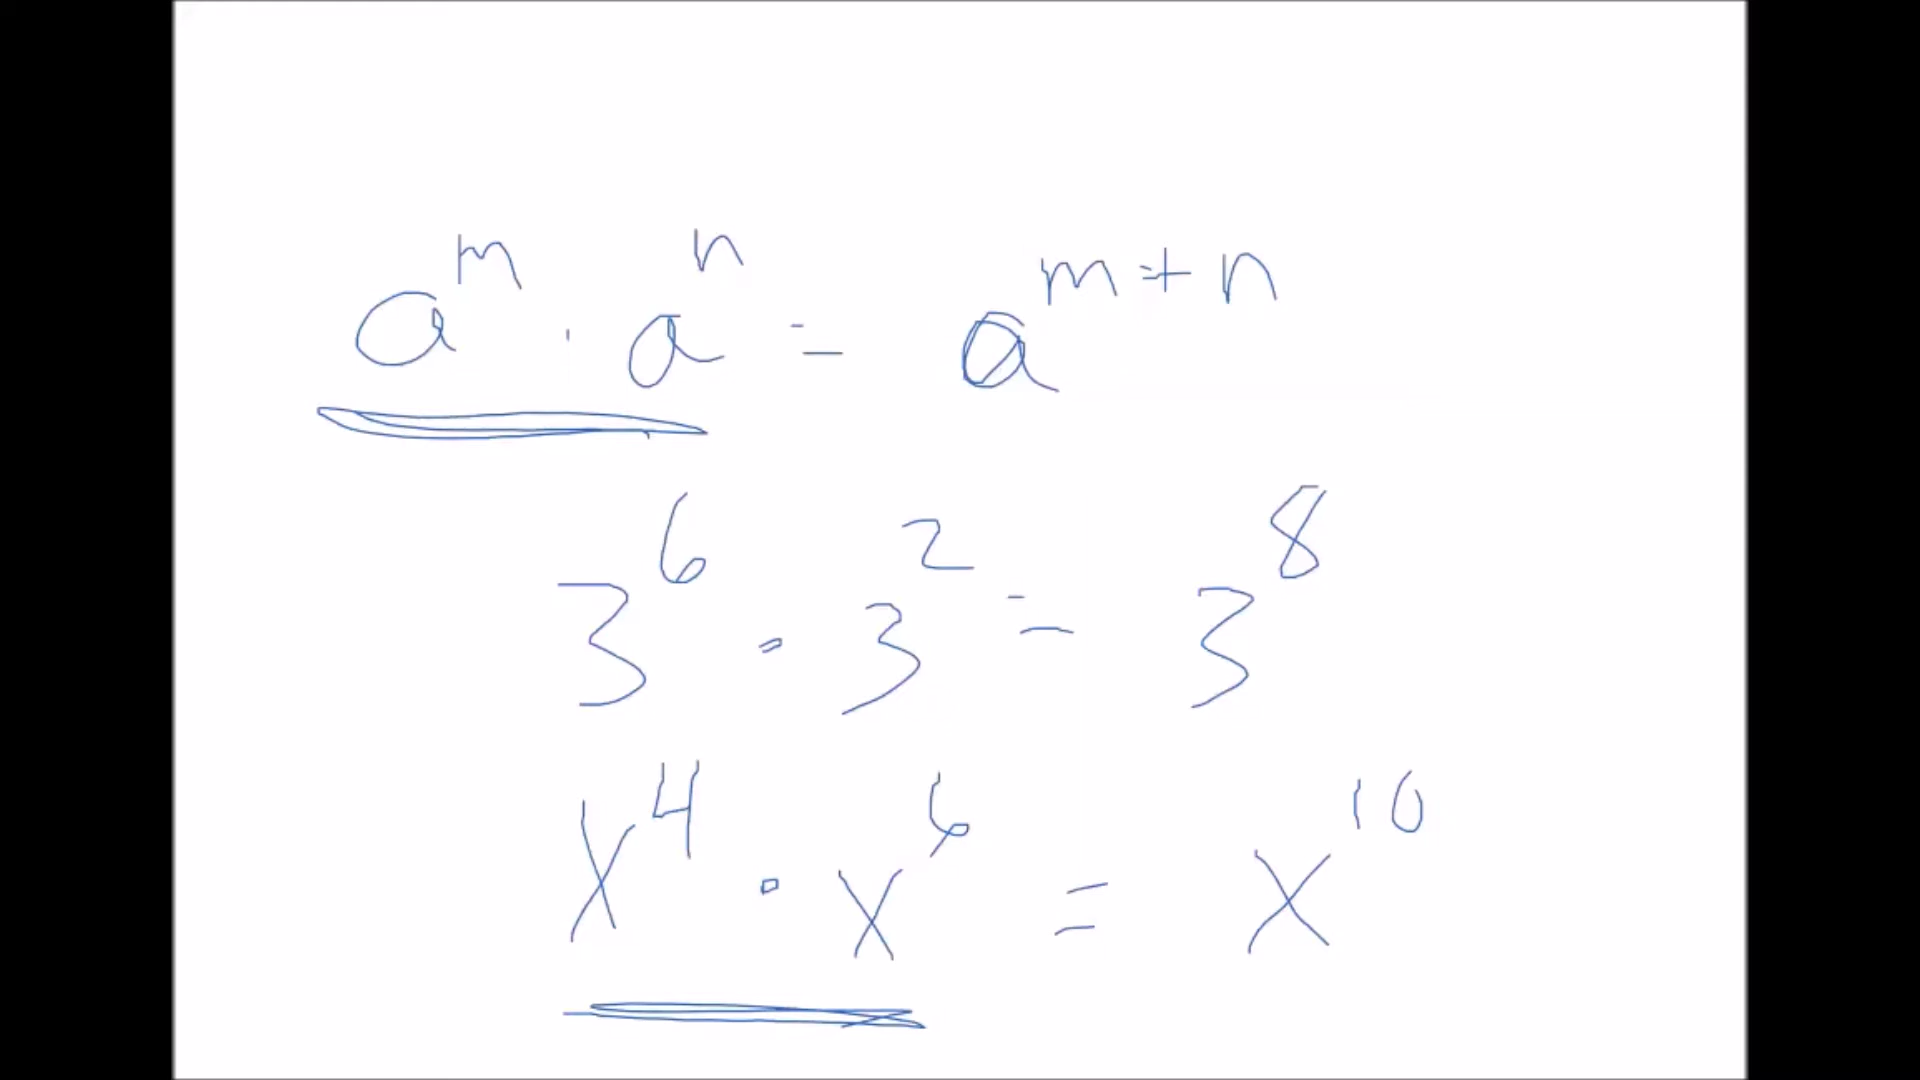 a^m · a^n = a^{m+n}
3^6 · 3^2 = 3^8
x^4 · x^6 = x^{10}